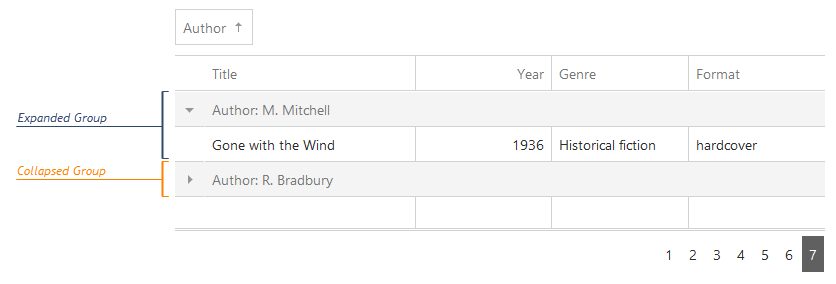 Author ↑
Title Year Genre Format
Expanded Group
Author: M. Mitchell
Gone with the Wind 1936 Historical fiction hardcover
Collapsed Group
Author: R. Bradbury
1 2 3 4 5 6 7